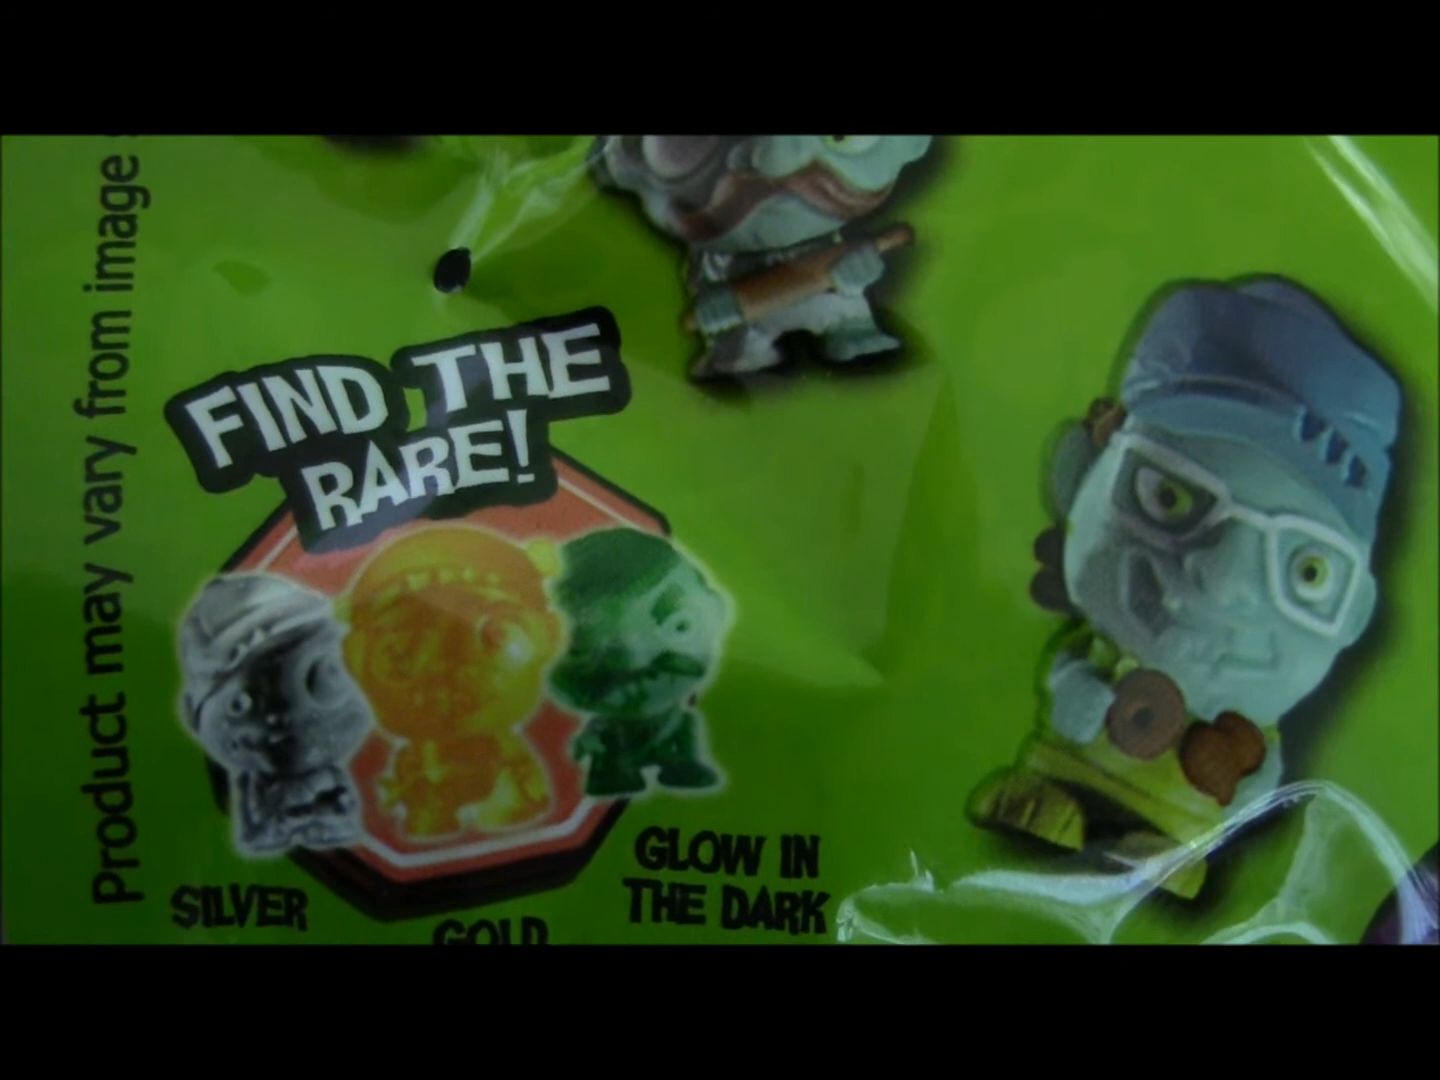 Product may vary from image
FIND THE
RARE!
SILVER
GOLD
GLOW IN
THE DARK